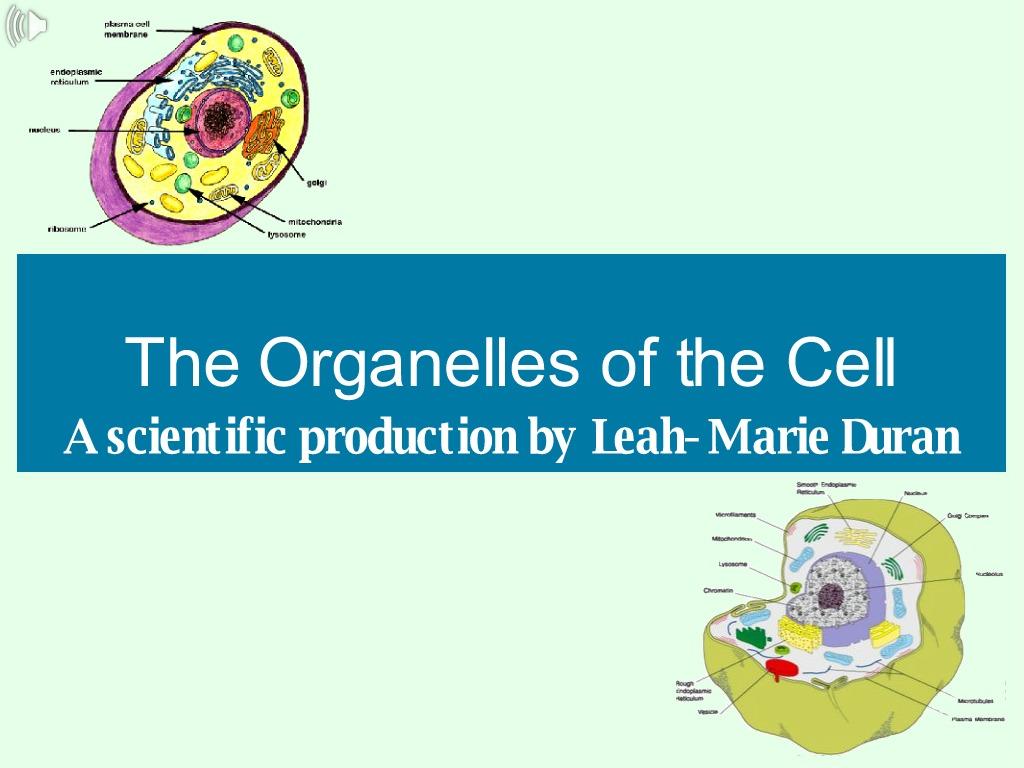 plasma cell
membrane
endoplasmic
reticulum
nucleus
golgi
mitochondria
ribosome
lysosome
The Organelles of the Cell
A scientific production by Leah-Marie Duran
Smooth Endoplasmic
Reticulum
Nucleus
Microfilaments
Golgi Complex
Mitochondrion
Lysosome
Nucleolus
Chromatin
Rough
Endoplasmic
Reticulum
Vesicle
Microtubules
Plasma Membrane